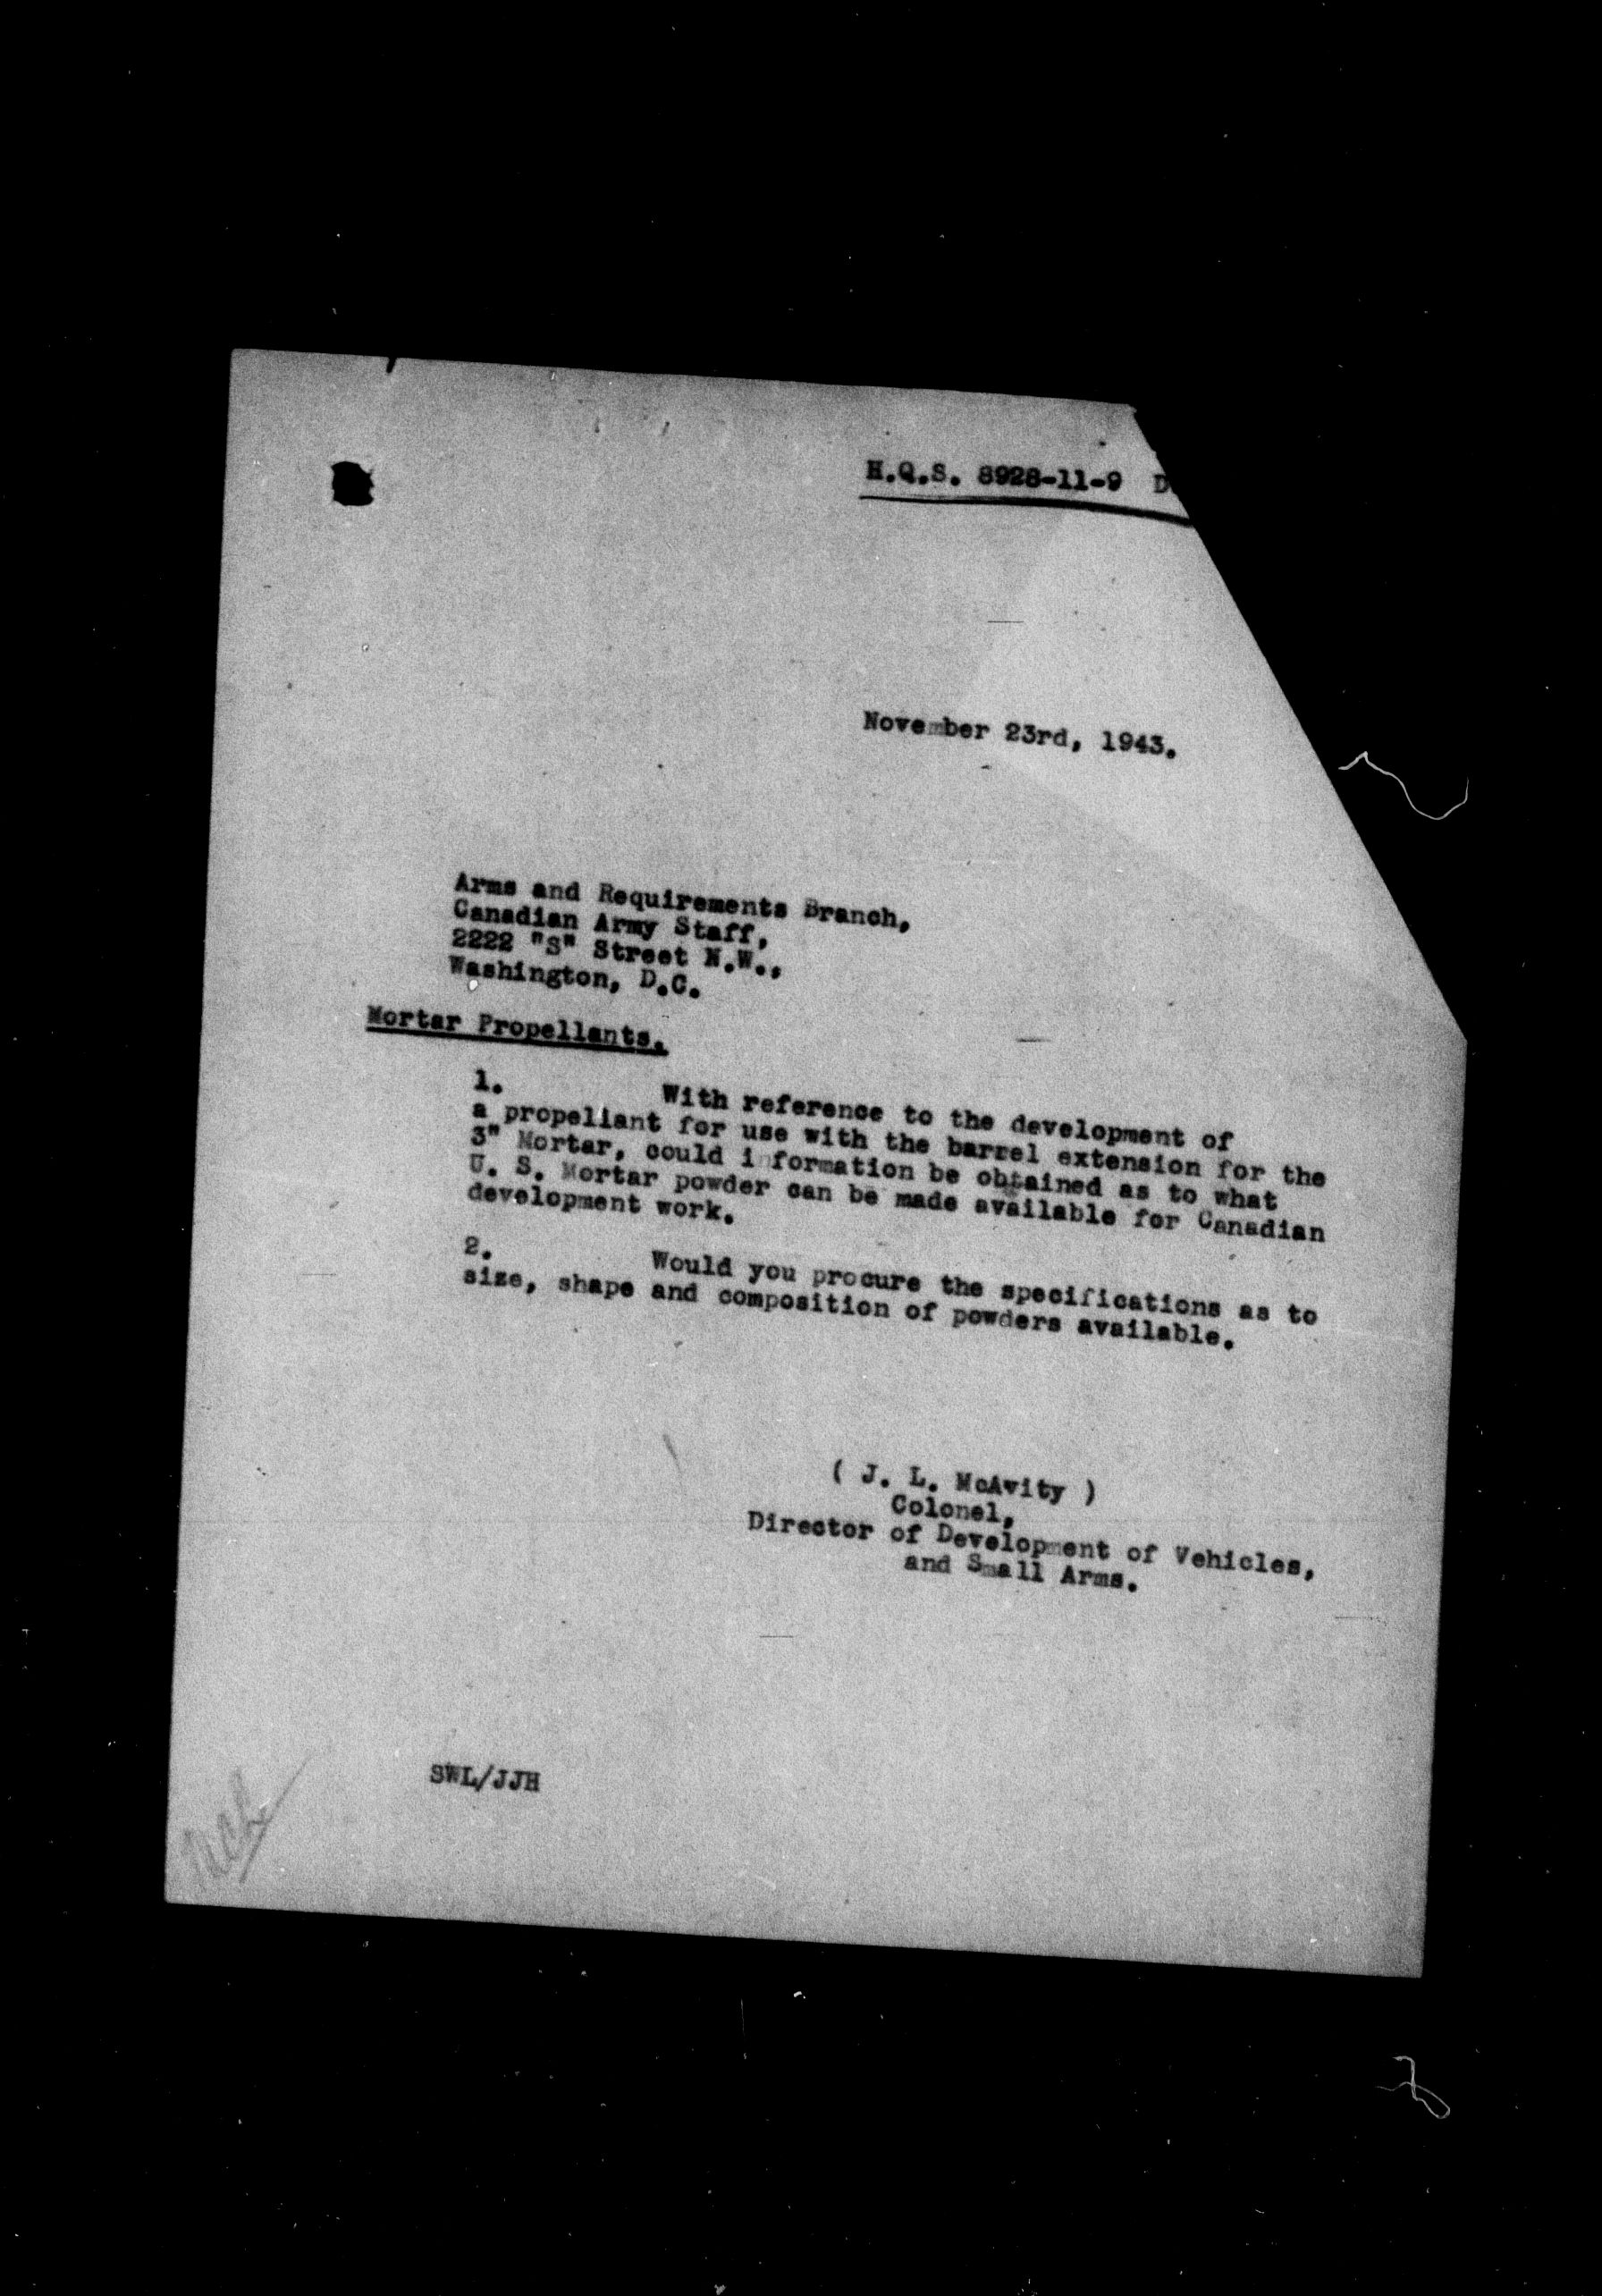 H.Q.S. 8928-11-9
November 23rd, 1943.
Arms and Requirements Branch,
Canadian Army Staff,
2222 "S" Street N.W.,
Washington, D.C.
Mortar Propellants.
1. With reference to the development of
a propellant for use with the barrel extension for the
3" Mortar, could information be obtained as to what
U. S. Mortar powder can be made available for Canadian
development work.
2. Would you procure the specifications as to
size, shape and composition of powders available.
( J. L. McAvity )
Colonel,
Director of Development of Vehicles,
and Small Arms.
SWL/JJH